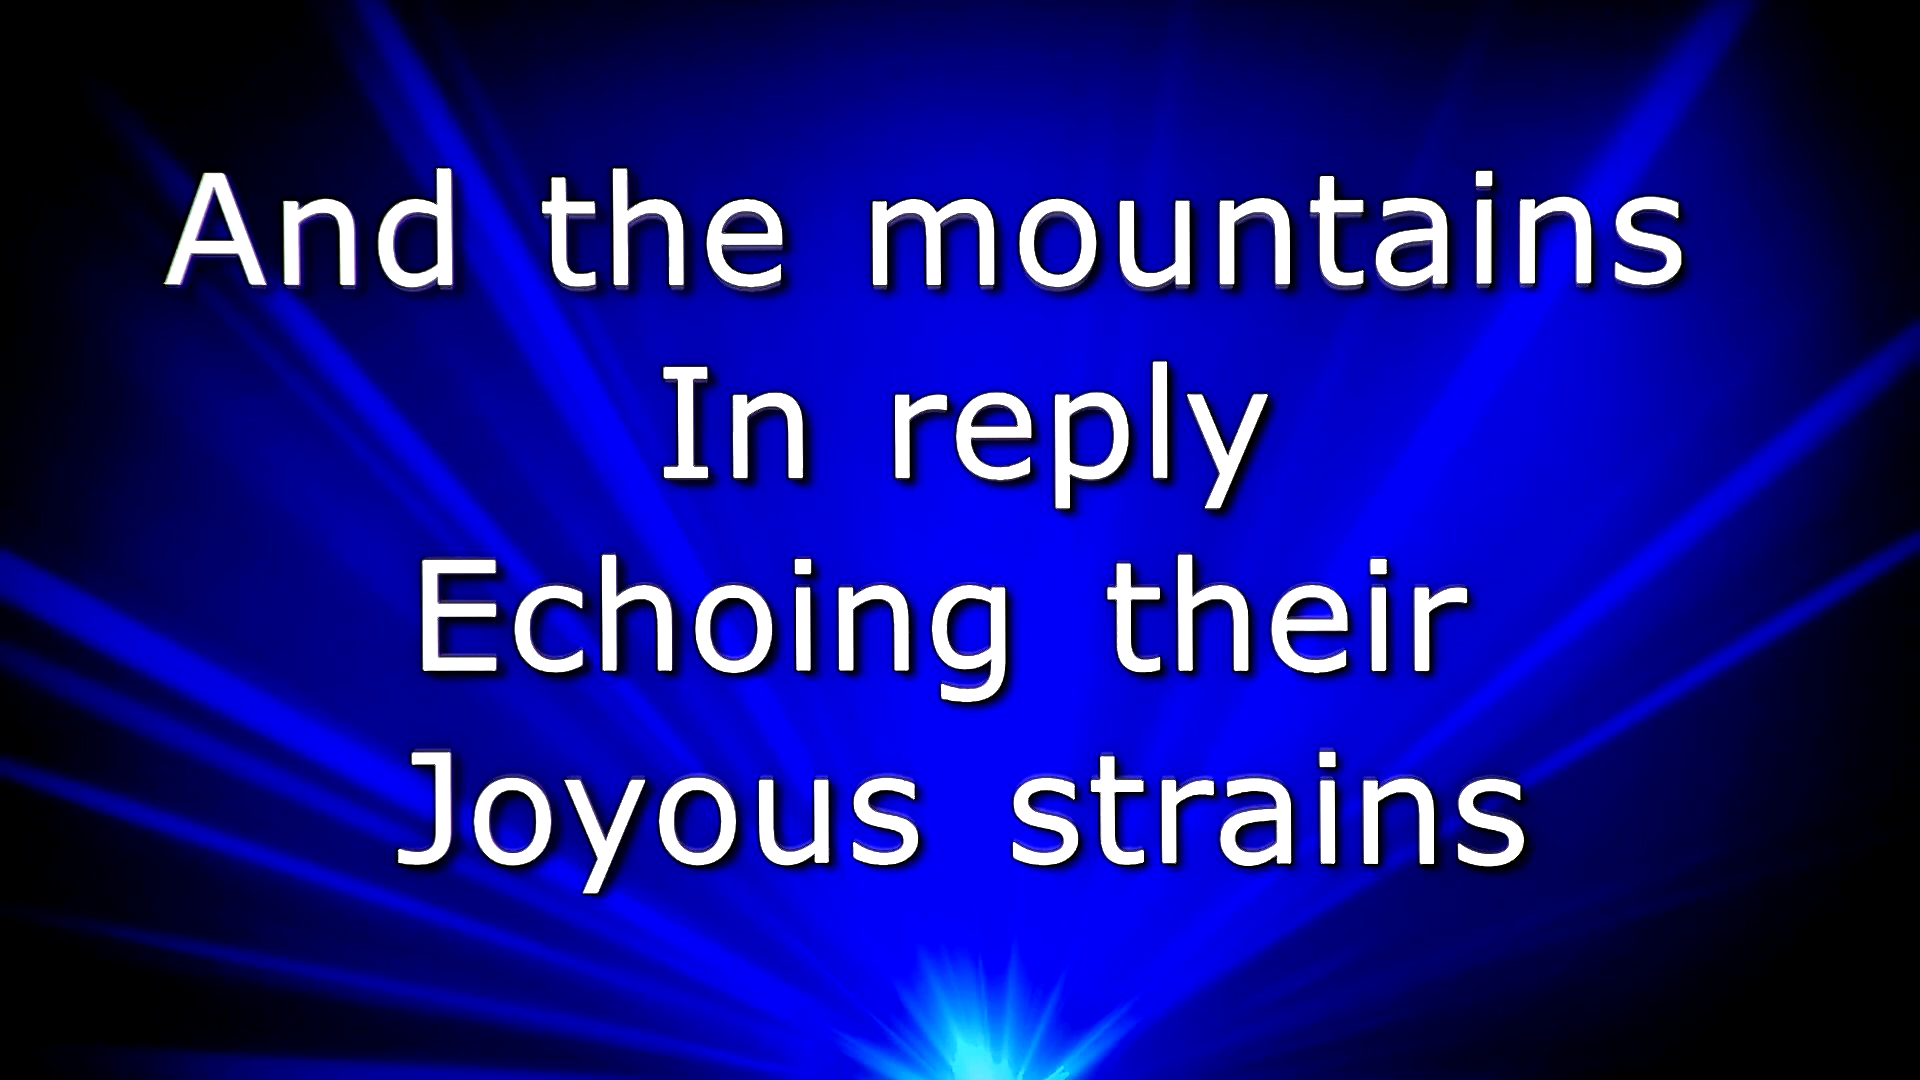 And the mountains
In reply
Echoing their
Joyous strains